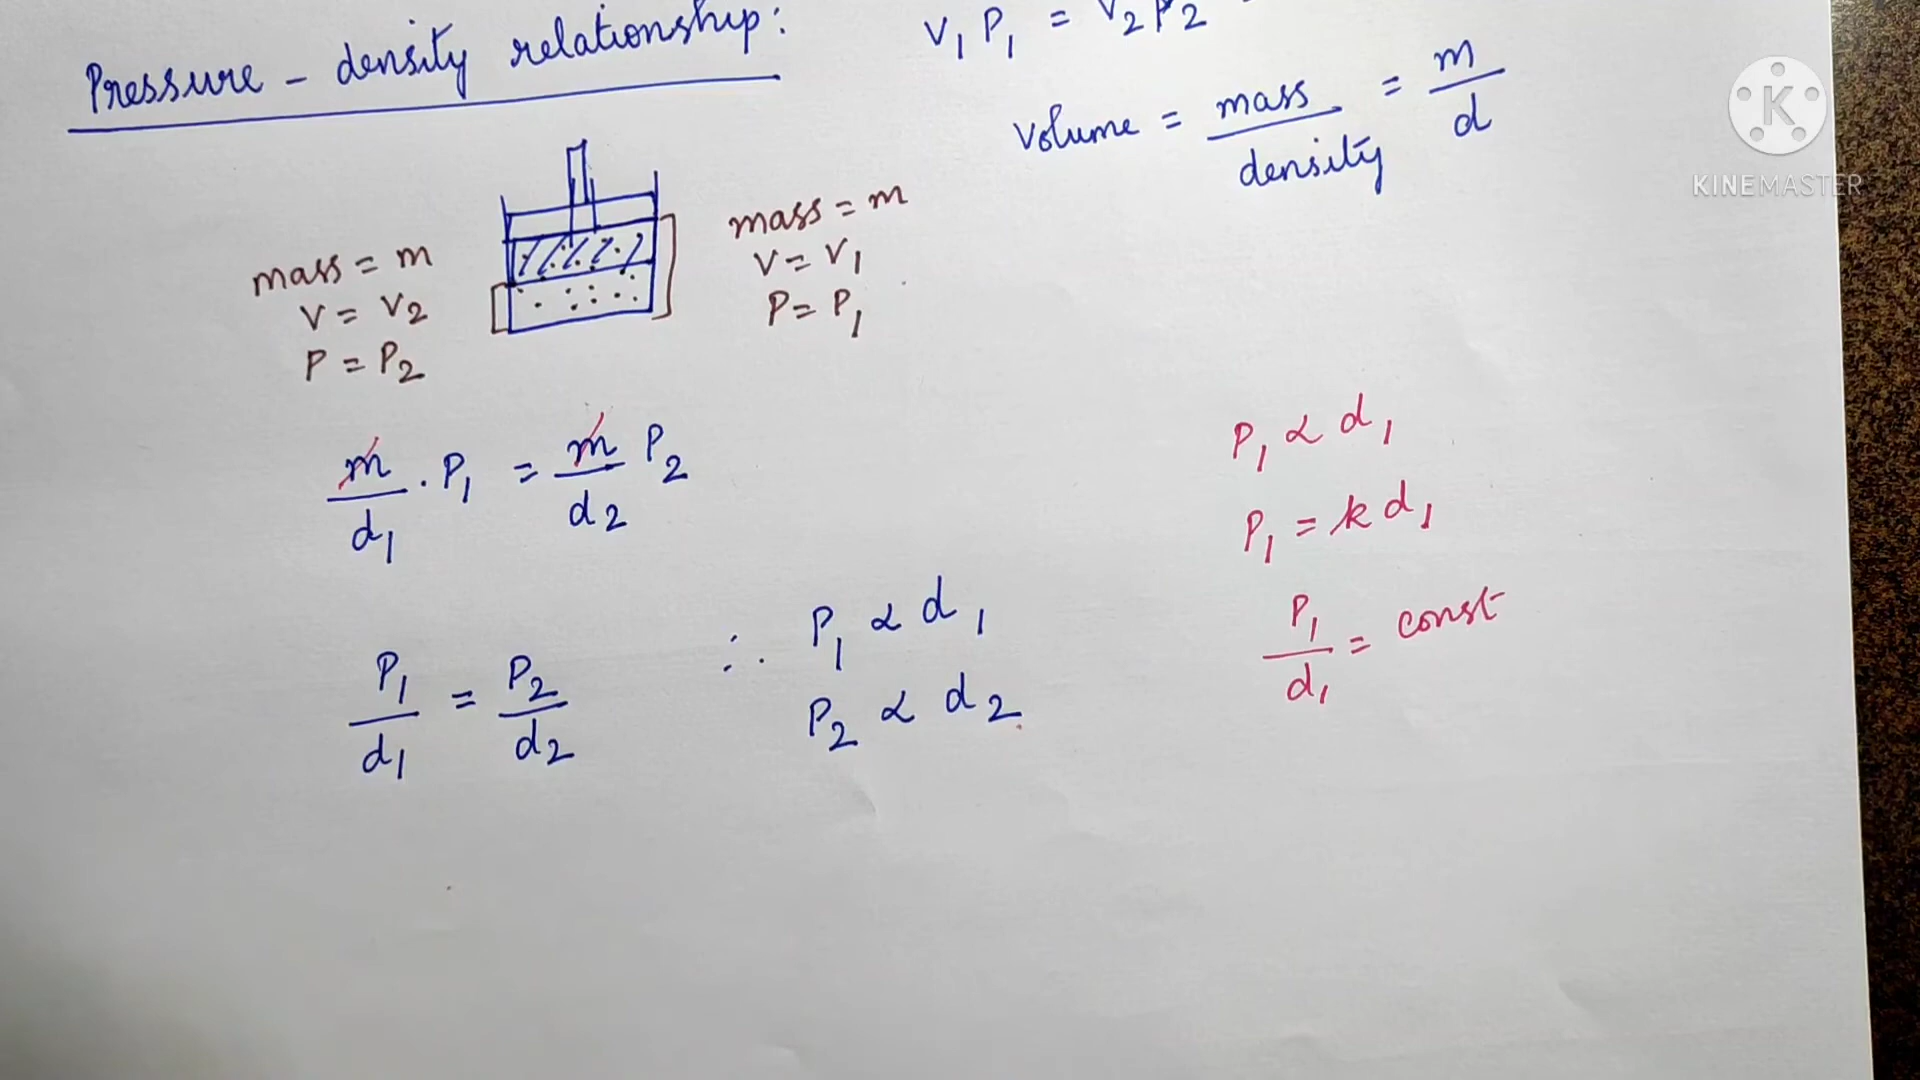 Pressure - density relationship:
V₁ P₁ = V₂ P₂
Volume = mass / density = m / d
K
KINEMASTER
mass = m
V = V₂
P = P₂
mass = m
V = V₁
P = P₁
m/d₁ . P₁ = m/d₂ P₂
P₁/d₁ = P₂/d₂
∴ P₁ ∝ d₁
P₂ ∝ d₂
P₁ ∝ d₁
P₁ = k d₁
P₁/d₁ = const